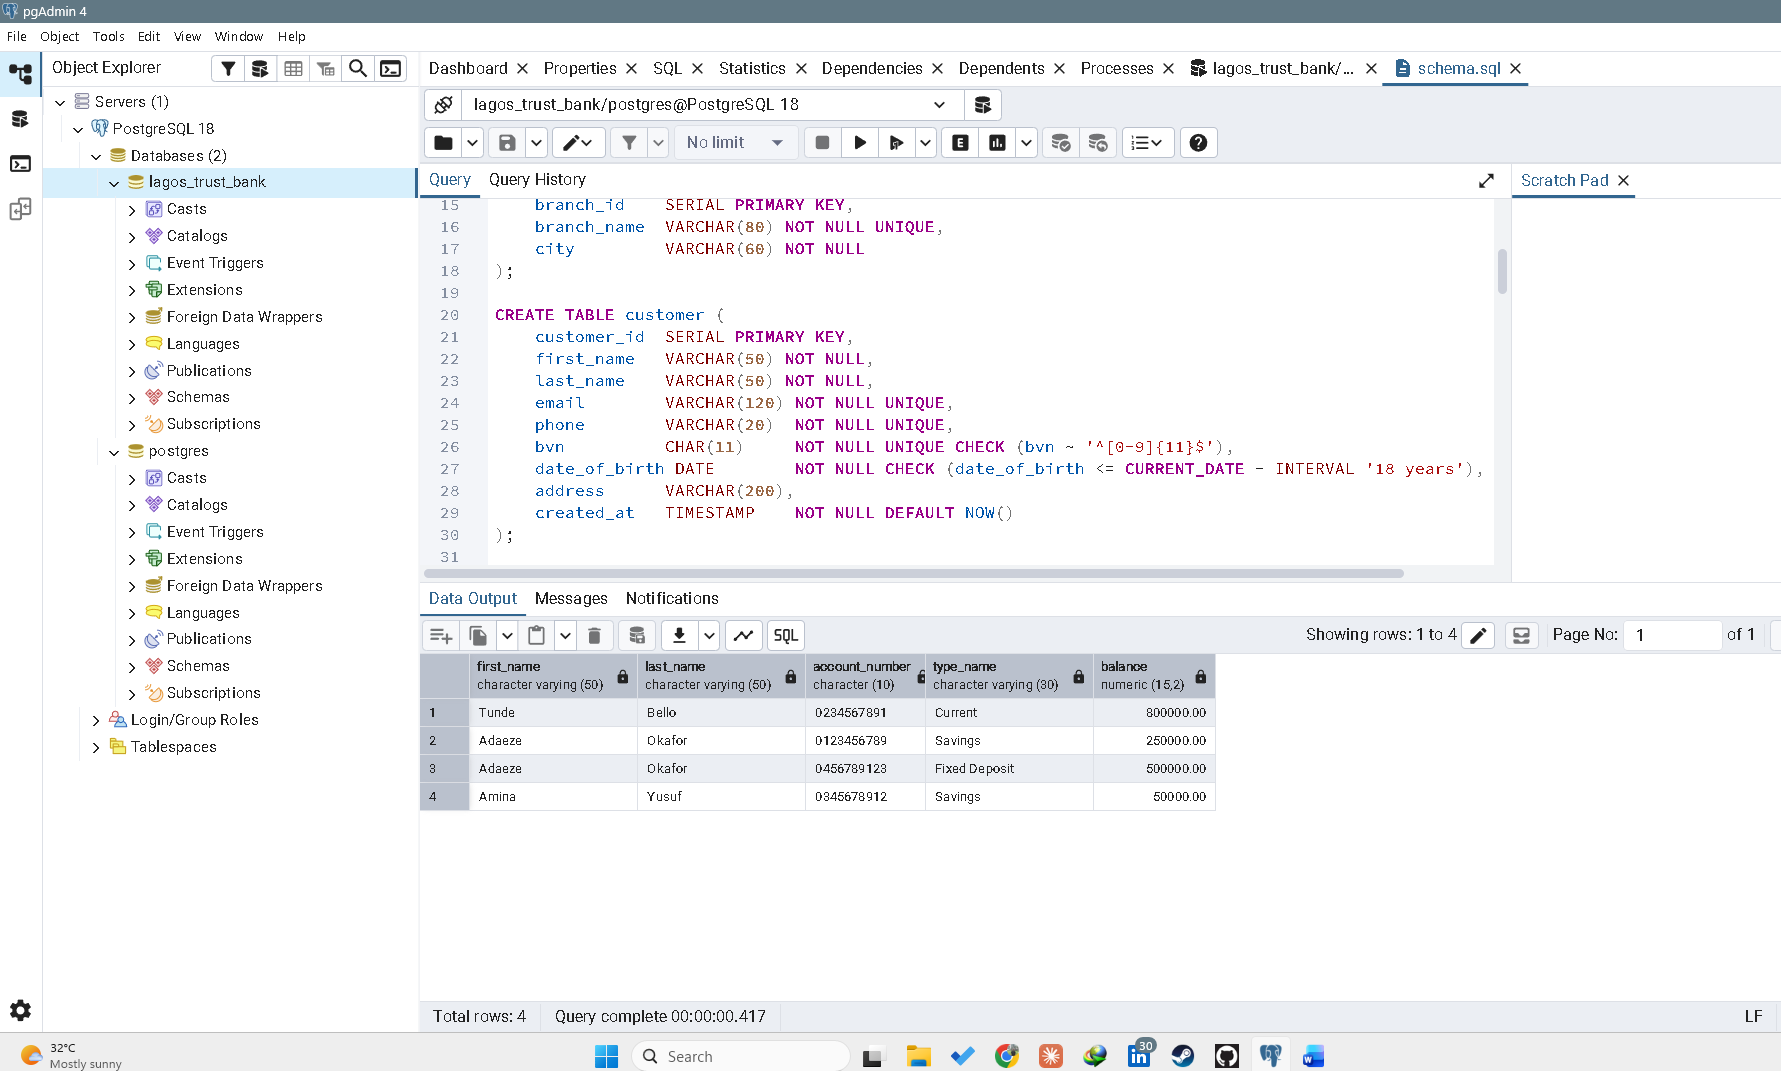 pgAdmin 4
File Object Tools Edit View Window Help
Object Explorer
Dashboard Properties SQL Statistics Dependencies Dependents Processes lagos_trust_bank/... schema.sql
Servers (1)
PostgreSQL 18
Databases (2)
lagos_trust_bank
Casts
Catalogs
Event Triggers
Extensions
Foreign Data Wrappers
Languages
Publications
Schemas
Subscriptions
postgres
Casts
Catalogs
Event Triggers
Extensions
Foreign Data Wrappers
Languages
Publications
Schemas
Subscriptions
Login/Group Roles
Tablespaces
lagos_trust_bank/postgres@PostgreSQL 18
No limit E
Query Query History
Scratch Pad
15 branch_id SERIAL PRIMARY KEY,
16 branch_name VARCHAR(80) NOT NULL UNIQUE,
17 city VARCHAR(60) NOT NULL
18 );
19
20 CREATE TABLE customer (
21 customer_id SERIAL PRIMARY KEY,
22 first_name VARCHAR(50) NOT NULL,
23 last_name VARCHAR(50) NOT NULL,
24 email VARCHAR(120) NOT NULL UNIQUE,
25 phone VARCHAR(20) NOT NULL UNIQUE,
26 bvn CHAR(11) NOT NULL UNIQUE CHECK (bvn ~ '^[0-9]{11}$'),
27 date_of_birth DATE NOT NULL CHECK (date_of_birth <= CURRENT_DATE - INTERVAL '18 years'),
28 address VARCHAR(200),
29 created_at TIMESTAMP NOT NULL DEFAULT NOW()
30 );
31
Data Output Messages Notifications
SQL Showing rows: 1 to 4 Page No: 1 of 1
first_name last_name account_number type_name balance
character varying (50) character varying (50) character (10) character varying (30) numeric (15,2)
1 Tunde Bello 0234567891 Current 800000.00
2 Adaeze Okafor 0123456789 Savings 250000.00
3 Adaeze Okafor 0456789123 Fixed Deposit 500000.00
4 Amina Yusuf 0345678912 Savings 50000.00
Total rows: 4 Query complete 00:00:00.417 LF
32°C
Mostly sunny
Search
30